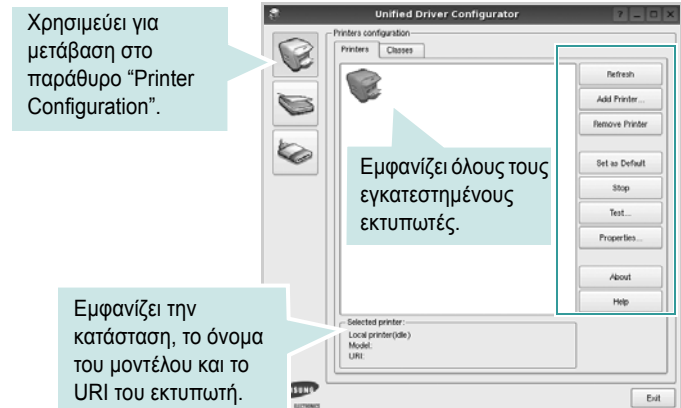 Χρησιμεύει για
μετάβαση στο
παράθυρο “Printer
Configuration”.
Unified Driver Configurator
Printers configuration
Printers
Classes
Refresh
Add Printer...
Remove Printer
Set as Default
Stop
Test...
Properties...
About
Help
Εμφανίζει όλους τους
εγκατεστημένους
εκτυπωτές.
Selected printer:
Local printer(idle)
Model:
URI:
Εμφανίζει την
κατάσταση, το όνομα
του μοντέλου και το
URI του εκτυπωτή.
ELECTRONICS
Exit